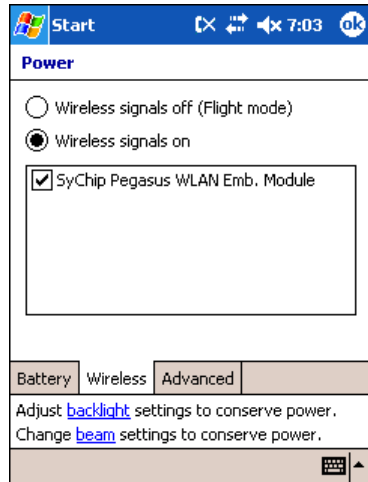 Start 7:03 ok
Power
Wireless signals off (Flight mode)
Wireless signals on
SyChip Pegasus WLAN Emb. Module
Battery Wireless Advanced
Adjust backlight settings to conserve power.
Change beam settings to conserve power.